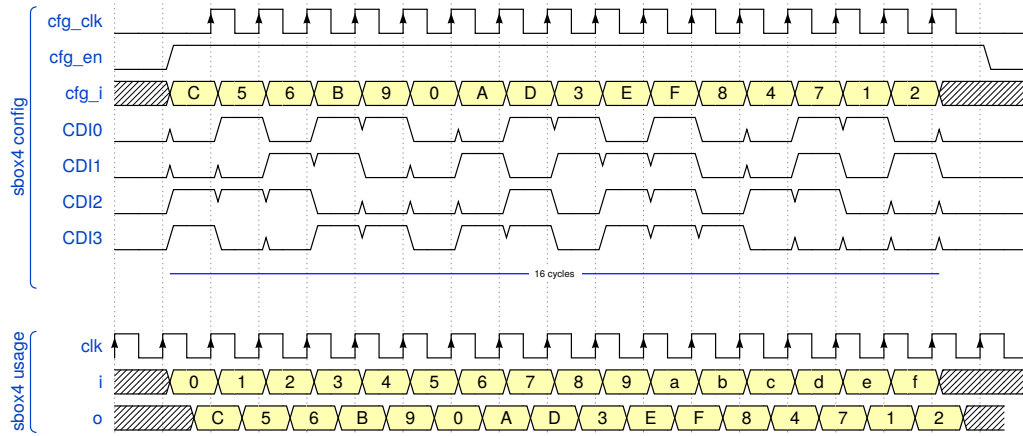 sbox4 config
cfg_clk
cfg_en
cfg_i C 5 6 B 9 0 A D 3 E F 8 4 7 1 2
CDI0
CDI1
CDI2
CDI3
16 cycles
sbox4 usage
clk
i 0 1 2 3 4 5 6 7 8 9 a b c d e f
o C 5 6 B 9 0 A D 3 E F 8 4 7 1 2